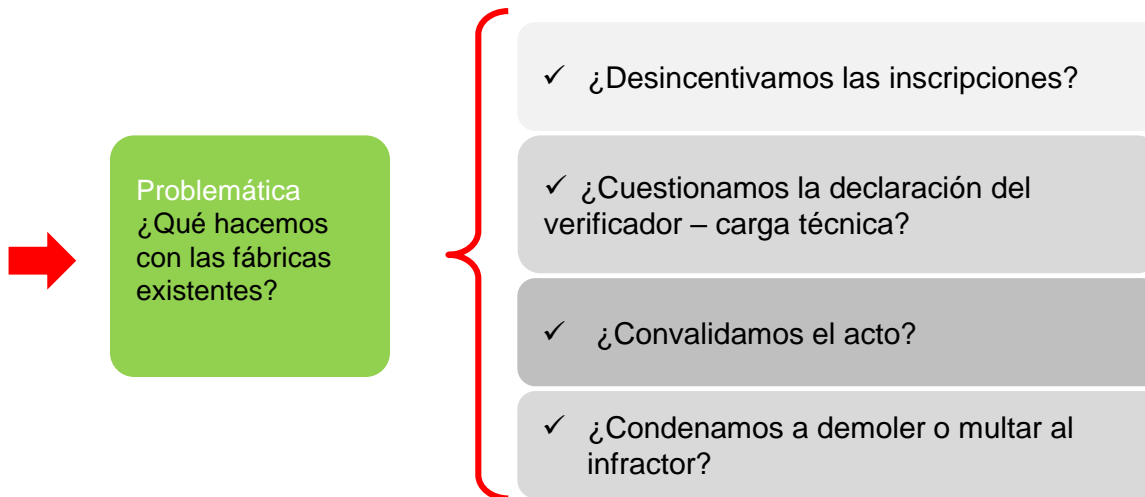 Problemática
¿Qué hacemos
con las fábricas
existentes?
✓ ¿Desincentivamos las inscripciones?
✓ ¿Cuestionamos la declaración del
verificador – carga técnica?
✓ ¿Convalidamos el acto?
✓ ¿Condenamos a demoler o multar al
infractor?